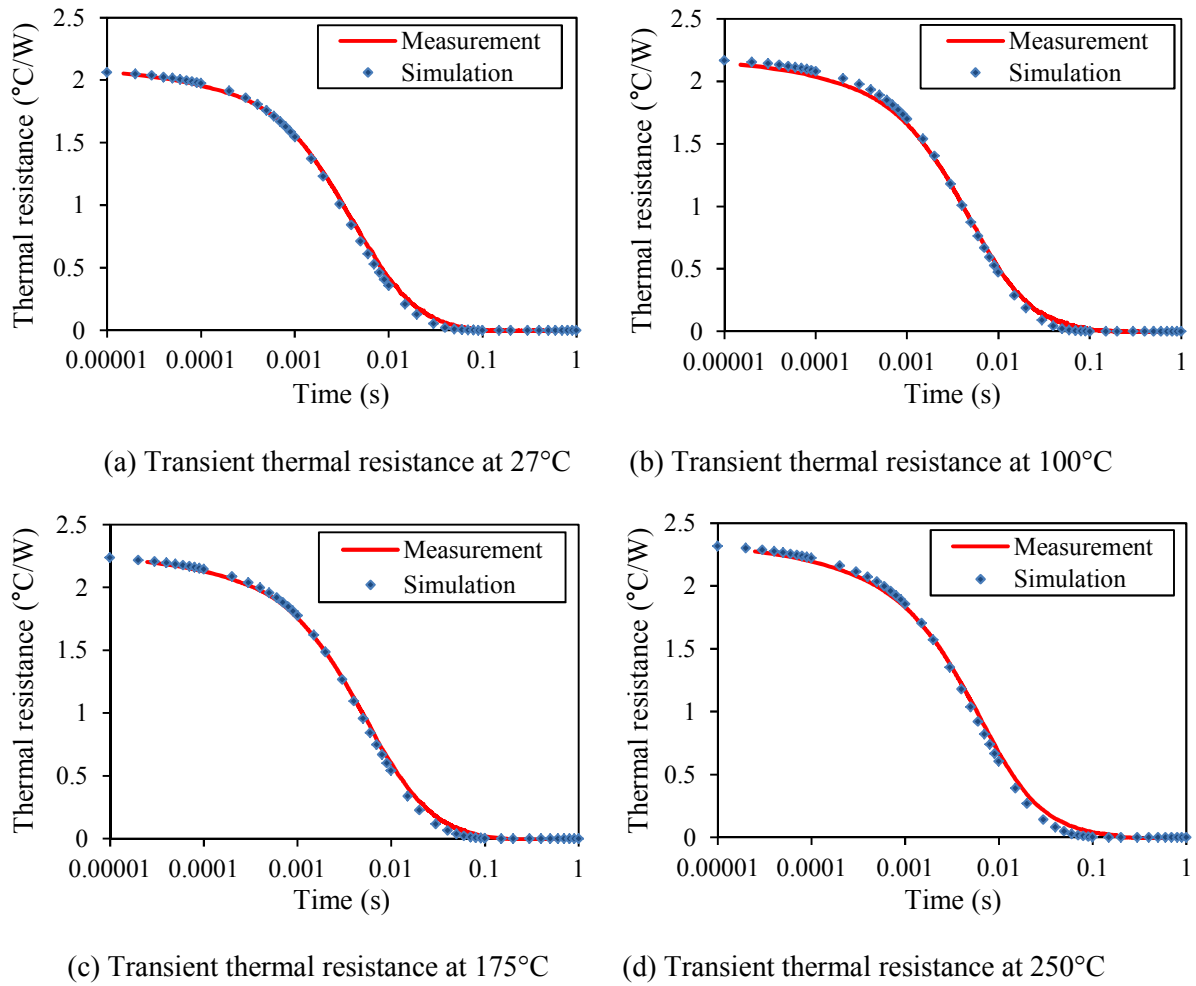 2.5
2
1.5
1
0.5
0
Thermal resistance (°C/W)
Measurement
Simulation
0.00001 0.0001 0.001 0.01 0.1 1
Time (s)
(a) Transient thermal resistance at 27°C
2.5
2
1.5
1
0.5
0
Thermal resistance (°C/W)
Measurement
Simulation
0.00001 0.0001 0.001 0.01 0.1 1
Time (s)
(b) Transient thermal resistance at 100°C
2.5
2
1.5
1
0.5
0
Thermal resistance (°C/W)
Measurement
Simulation
0.00001 0.0001 0.001 0.01 0.1 1
Time (s)
(c) Transient thermal resistance at 175°C
2.5
2
1.5
1
0.5
0
Thermal resistance (°C/W)
Measurement
Simulation
0.00001 0.0001 0.001 0.01 0.1 1
Time (s)
(d) Transient thermal resistance at 250°C